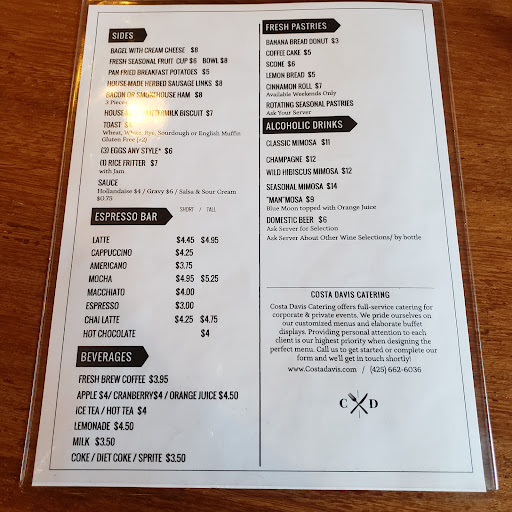 SIDES
BAGEL WITH CREAM CHEESE $8
FRESH SEASONAL FRUIT CUP $6 BOWL $8
PAN FRIED BREAKFAST POTATOES $5
HOUSE-MADE HERBED SAUSAGE LINKS $8
BACON OR SMOKEHOUSE HAM $8
3 Pieces
HOUSE-MADE BUTTERMILK BISCUIT $7
TOAST
Wheat, White, Rye, Sourdough or English Muffin
Gluten Free (+2)
(3) EGGS ANY STYLE* $6
(1) RICE FRITTER $7
with Jam
SAUCE
Hollandaise $4 / Gravy $6 / Salsa & Sour Cream
$0.75
ESPRESSO BAR SHORT / TALL
LATTE $4.45 $4.95
CAPPUCCINO $4.25
AMERICANO $3.75
MOCHA $4.95 $5.25
MACCHIATO $4.00
ESPRESSO $3.00
CHAI LATTE $4.25 $4.75
HOT CHOCOLATE $4
BEVERAGES
FRESH BREW COFFEE $3.95
APPLE $4/ CRANBERRY$4 / ORANGE JUICE $4.50
ICE TEA / HOT TEA $4
LEMONADE $4.50
MILK $3.50
COKE / DIET COKE / SPRITE $3.50
FRESH PASTRIES
BANANA BREAD DONUT $3
COFFEE CAKE $5
SCONE $6
LEMON BREAD $5
CINNAMON ROLL $7
Available Weekends Only
ROTATING SEASONAL PASTRIES
Ask Your Server
ALCOHOLIC DRINKS
CLASSIC MIMOSA $11
CHAMPAGNE $12
WILD HIBISCUS MIMOSA $12
SEASONAL MIMOSA $14
"MAN"MOSA $9
Blue Moon topped with Orange Juice
DOMESTIC BEER $6
Ask Server for Selection
Ask Server About Other Wine Selections/ by bottle
COSTA DAVIS CATERING
Costa Davis Catering offers full-service catering for
corporate & private events. We pride ourselves on
our customized menus and elaborate buffet
displays. Providing personal attention to each
client is our highest priority when designing the
perfect menu. Call us to get started or complete our
form and we'll get in touch shortly!
www.Costadavis.com / (425) 662-6036
C D